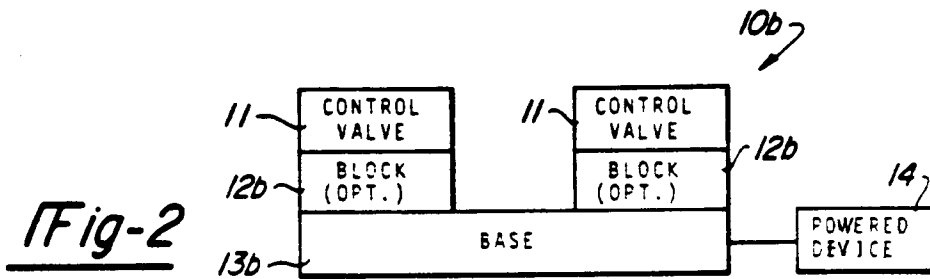 10b
11
CONTROL
VALVE
11
CONTROL
VALVE
12b
BLOCK
(OPT.)
BLOCK
(OPT.)
12b
14
Fig-2
13b
BASE
POWERED
DEVICE